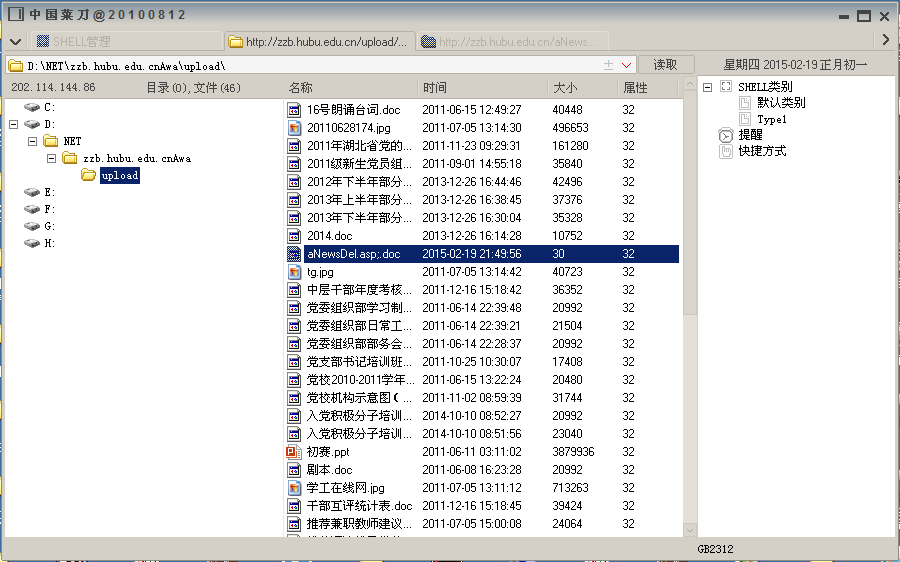 中国菜刀@20100812
SHELL管理
http://zzb.hubu.edu.cn/upload/...
http://zzb.hubu.edu.cn/aNews...
D:\NET\zzb.hubu.edu.cnAwa\upload\
读取
星期四 2015-02-19 正月初一
202.114.144.86 目录(0),文件(46)
名称 时间 大小 属性
C:
D:
NET
zzb.hubu.edu.cnAwa
upload
E:
F:
G:
H:
16号朗诵台词.doc 2011-06-15 12:49:27 40448 32
20110628174.jpg 2011-07-05 13:14:30 496653 32
2011年湖北省党的... 2011-11-23 09:29:31 161280 32
2011级新生党员组... 2011-09-01 14:55:18 35840 32
2012年下半年部分... 2013-12-26 16:44:46 42496 32
2013年上半年部分... 2013-12-26 16:38:45 37376 32
2013年下半年部分... 2013-12-26 16:30:04 35328 32
2014.doc 2013-12-26 16:14:28 10752 32
aNewsDel.asp;.doc 2015-02-19 21:49:56 30 32
tg.jpg 2011-07-05 13:14:42 40723 32
中层干部年度考核... 2011-12-16 15:18:42 36352 32
党委组织部学习制... 2011-06-14 22:39:48 20992 32
党委组织部日常工... 2011-06-14 22:39:21 21504 32
党委组织部部务会... 2011-06-14 22:28:37 20992 32
党支部书记培训班... 2011-10-25 10:30:07 17408 32
党校2010-2011学年... 2011-06-15 13:22:24 20480 32
党校机构示意图（... 2011-11-02 08:59:39 31744 32
入党积极分子培训... 2014-10-10 08:52:27 20992 32
入党积极分子培训... 2014-10-10 08:51:56 23040 32
初赛.ppt 2011-06-11 03:11:02 3879936 32
剧本.doc 2011-06-08 16:23:28 20992 32
学工在线网.jpg 2011-07-05 13:11:12 713263 32
干部互评统计表.doc 2011-12-16 15:18:45 39424 32
推荐兼职教师建议... 2011-07-05 15:00:08 24064 32
SHELL类别
默认类别
Type1
提醒
快捷方式
GB2312